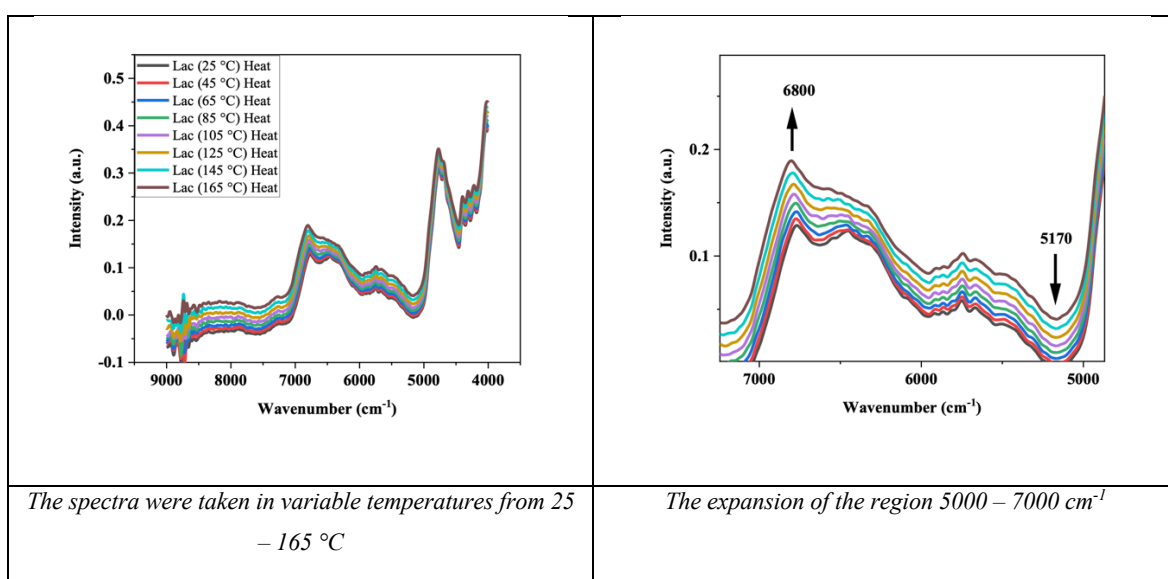 0.5
0.4
0.3
0.2
0.1
0.0
-0.1
Intensity (a.u.)
Lac (25 °C) Heat
Lac (45 °C) Heat
Lac (65 °C) Heat
Lac (85 °C) Heat
Lac (105 °C) Heat
Lac (125 °C) Heat
Lac (145 °C) Heat
Lac (165 °C) Heat
9000 8000 7000 6000 5000 4000
Wavenumber (cm⁻¹)
6800
5170
0.2
0.1
Intensity (a.u.)
7000 6000 5000
Wavenumber (cm⁻¹)
The spectra were taken in variable temperatures from 25
– 165 °C
The expansion of the region 5000 – 7000 cm⁻¹